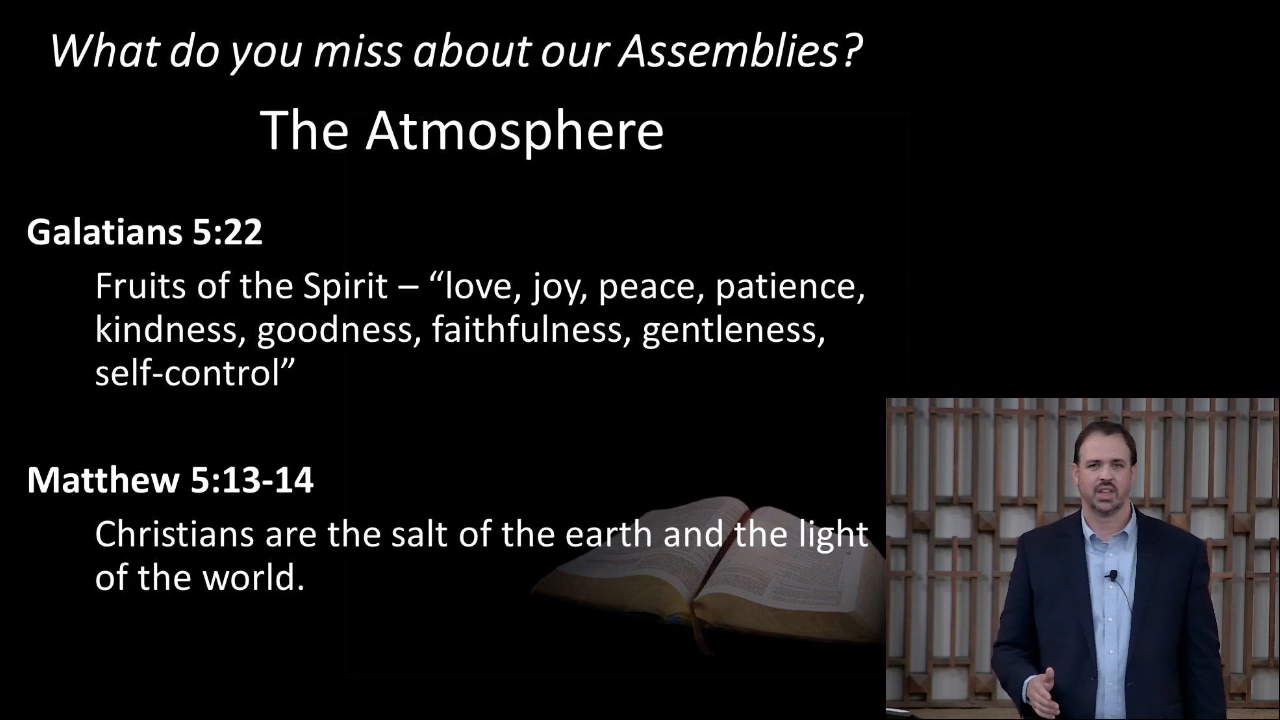 What do you miss about our Assemblies?
The Atmosphere
Galatians 5:22
Fruits of the Spirit – “love, joy, peace, patience,
kindness, goodness, faithfulness, gentleness,
self-control”
Matthew 5:13-14
Christians are the salt of the earth and the light
of the world.